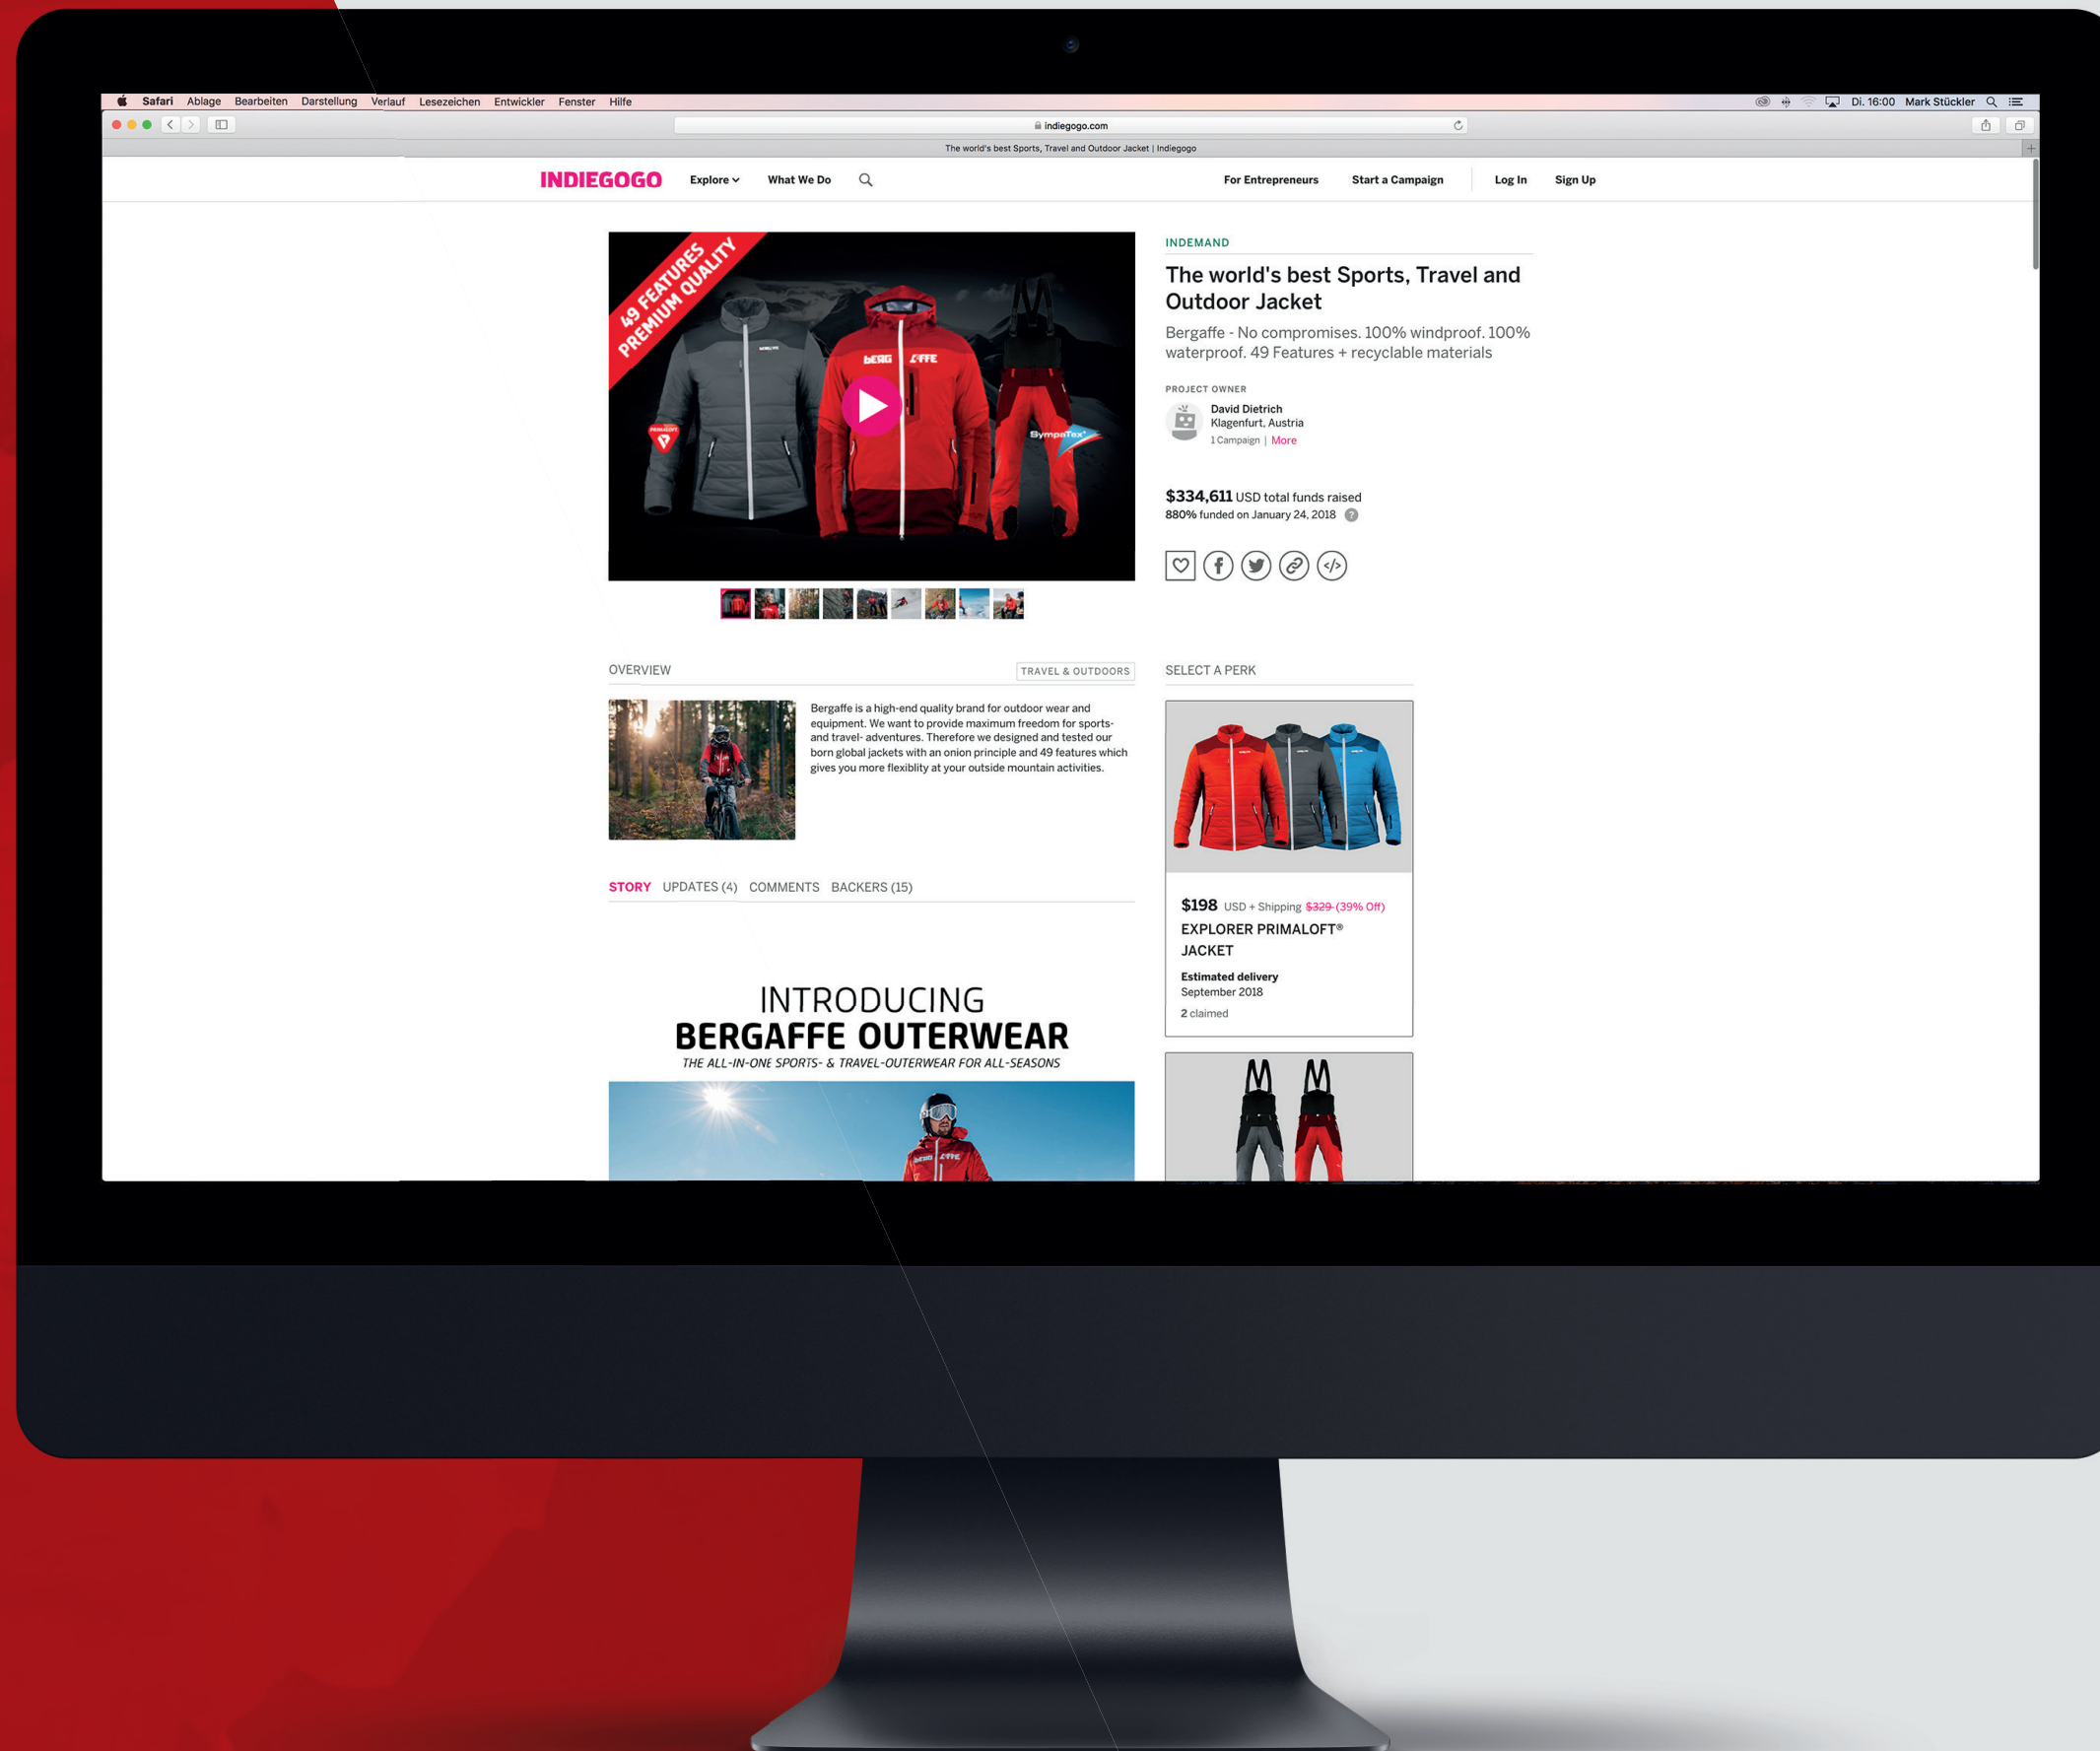 Safari Ablage Bearbeiten Darstellung Verlauf Lesezeichen Entwickler Fenster Hilfe
Di. 16:00 Mark Stückler
indiegogo.com
The world's best Sports, Travel and Outdoor Jacket | Indiegogo
INDIEGOGO Explore What We Do
For Entrepreneurs Start a Campaign Log In Sign Up
49 FEATURES
PREMIUM QUALITY
PRIMALOFT
SympaTex
INDEMAND
The world's best Sports, Travel and
Outdoor Jacket
Bergaffe - No compromises. 100% windproof. 100%
waterproof. 49 Features + recyclable materials
PROJECT OWNER
David Dietrich
Klagenfurt, Austria
1 Campaign | More
$334,611 USD total funds raised
880% funded on January 24, 2018
OVERVIEW
TRAVEL & OUTDOORS
Bergaffe is a high-end quality brand for outdoor wear and
equipment. We want to provide maximum freedom for sports-
and travel- adventures. Therefore we designed and tested our
born global jackets with an onion principle and 49 features which
gives you more flexiblity at your outside mountain activities.
STORY UPDATES (4) COMMENTS BACKERS (15)
INTRODUCING
BERGAFFE OUTERWEAR
THE ALL-IN-ONE SPORTS- & TRAVEL-OUTERWEAR FOR ALL-SEASONS
SELECT A PERK
$198 USD + Shipping $329 (39% Off)
EXPLORER PRIMALOFT®
JACKET
Estimated delivery
September 2018
2 claimed